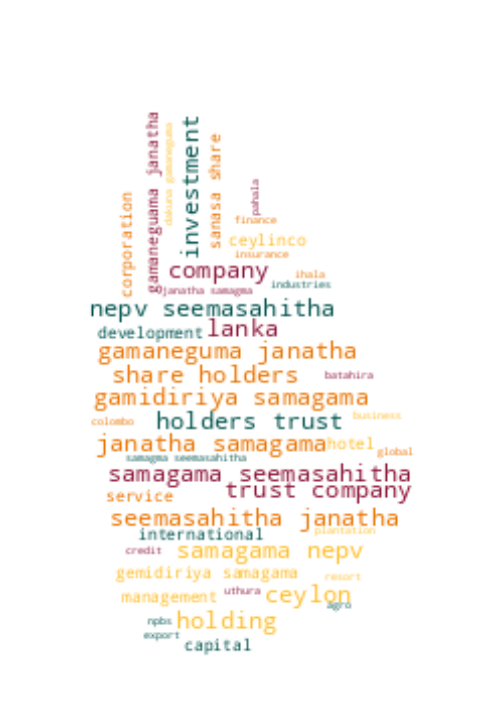 gamaneguama janatha
dakuna gamaneguma
investment
sanasa share
corporation
pahala
finance
ceylinco
insurance
company
ihala
industries
janatha samagma
nepv seemasahitha
development
lanka
gamaneguma janatha
share holders
batahira
gamidiriya samagama
business
colombo
holders trust
janatha samagama
hotel
global
samagma seemasahitha
samagama seemasahitha
trust company
service
seemasahitha janatha
international
plantation
credit
samagama nepv
gemidiriya samagama
resort
management
uthura
ceylon
agro
npbs
holding
export
capital